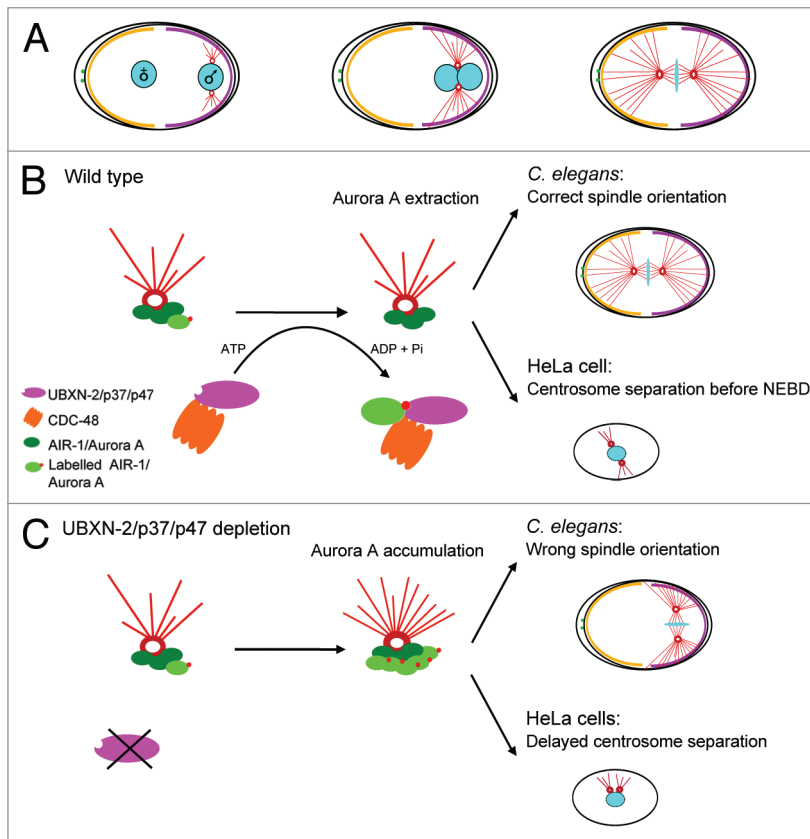 A
♀
♂
B
Wild type
Aurora A extraction
C. elegans:
Correct spindle orientation
ATP
ADP + Pi
HeLa cell:
Centrosome separation before NEBD
UBXN-2/p37/p47
CDC-48
AIR-1/Aurora A
Labelled AIR-1/
Aurora A
C
UBXN-2/p37/p47 depletion
Aurora A accumulation
C. elegans:
Wrong spindle orientation
HeLa cells:
Delayed centrosome separation